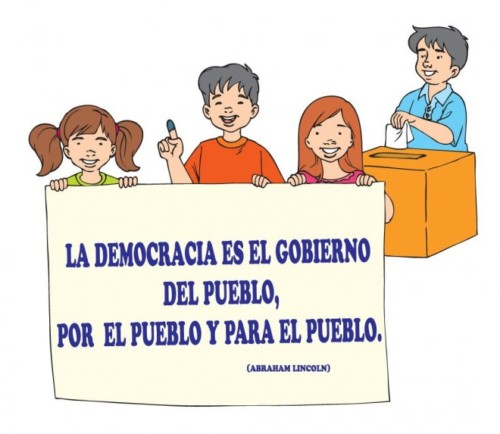 LA DEMOCRACIA ES EL GOBIERNO
DEL PUEBLO,
POR EL PUEBLO Y PARA EL PUEBLO.
(ABRAHAM LINCOLN)